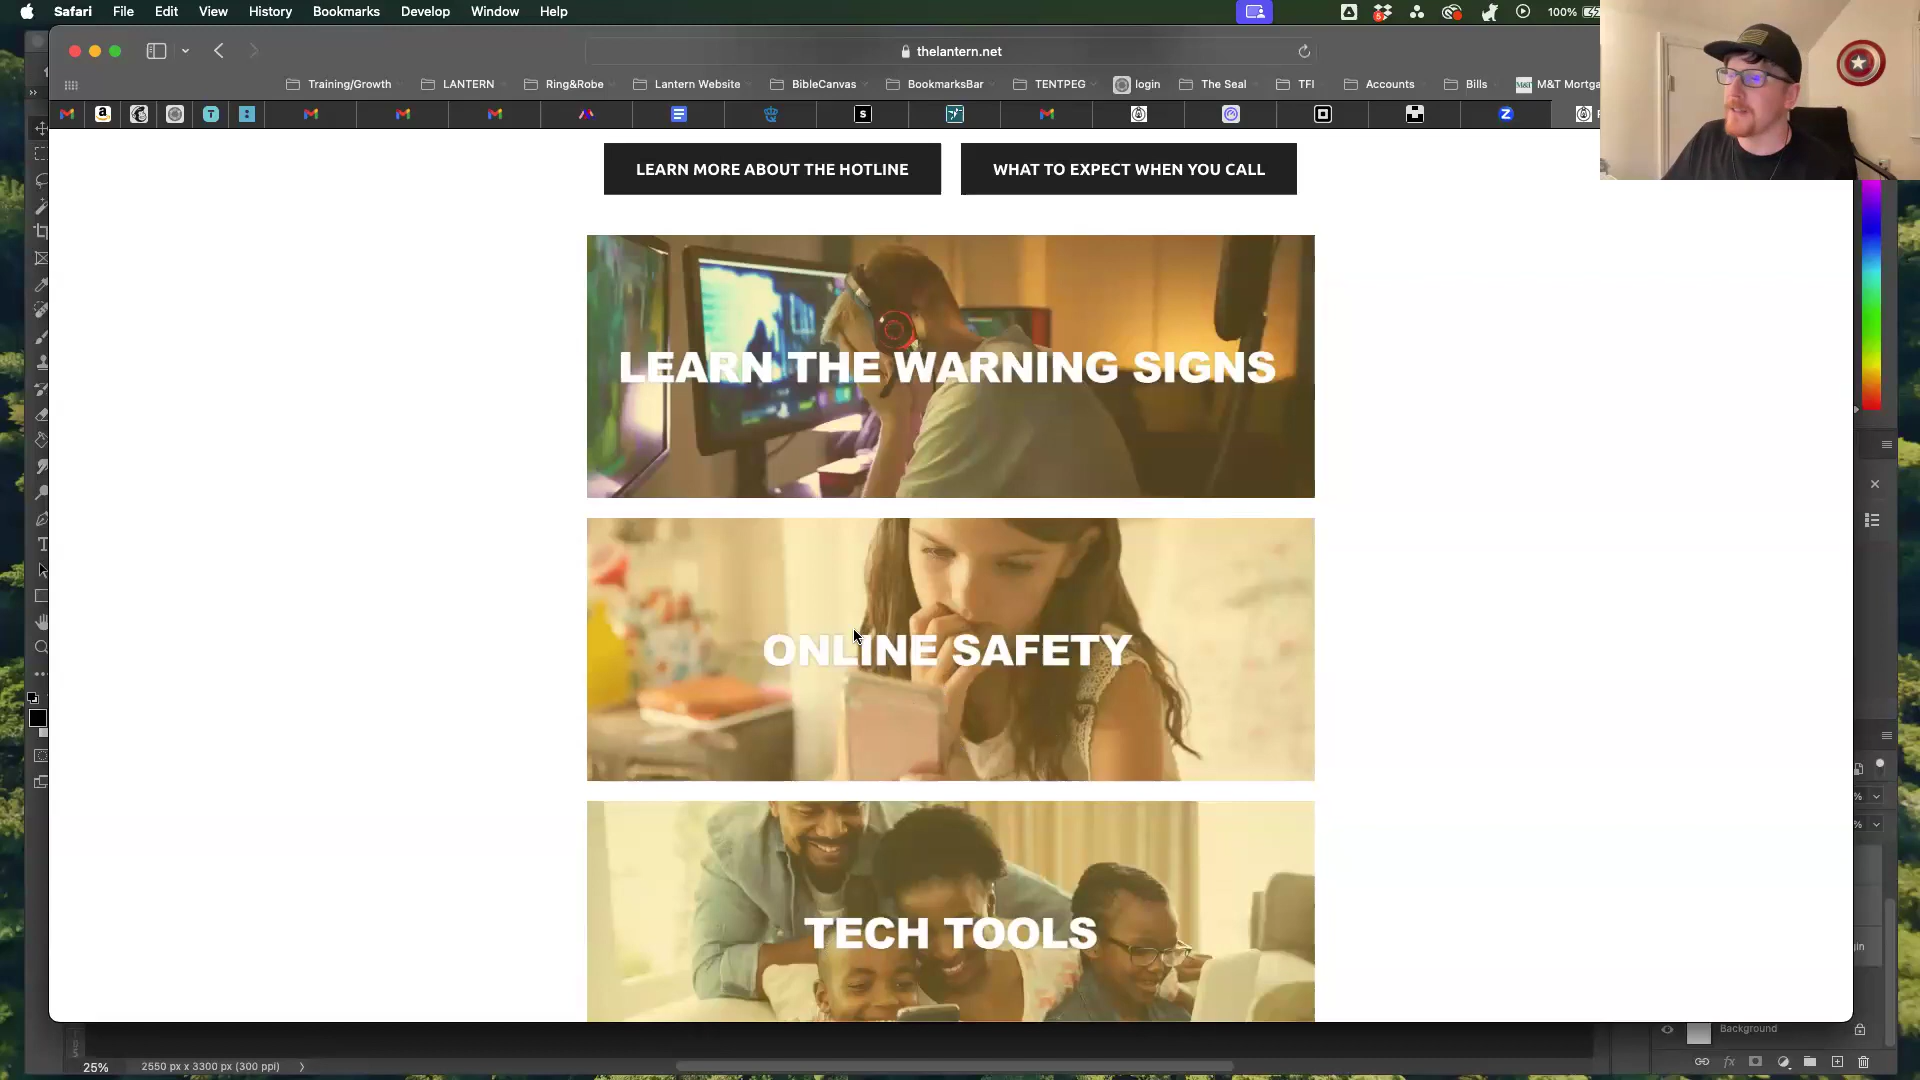 Safari File Edit View History Bookmarks Develop Window Help
100%
thelantern.net
Training/Growth LANTERN Ring&Robe Lantern Website BibleCanvas BookmarksBar TENTPEG login The Seal TFI Accounts Bills M&T Mortga
LEARN MORE ABOUT THE HOTLINE
WHAT TO EXPECT WHEN YOU CALL
LEARN THE WARNING SIGNS
ONLINE SAFETY
TECH TOOLS
Background
25% 2550 px x 3300 px (300 ppi)